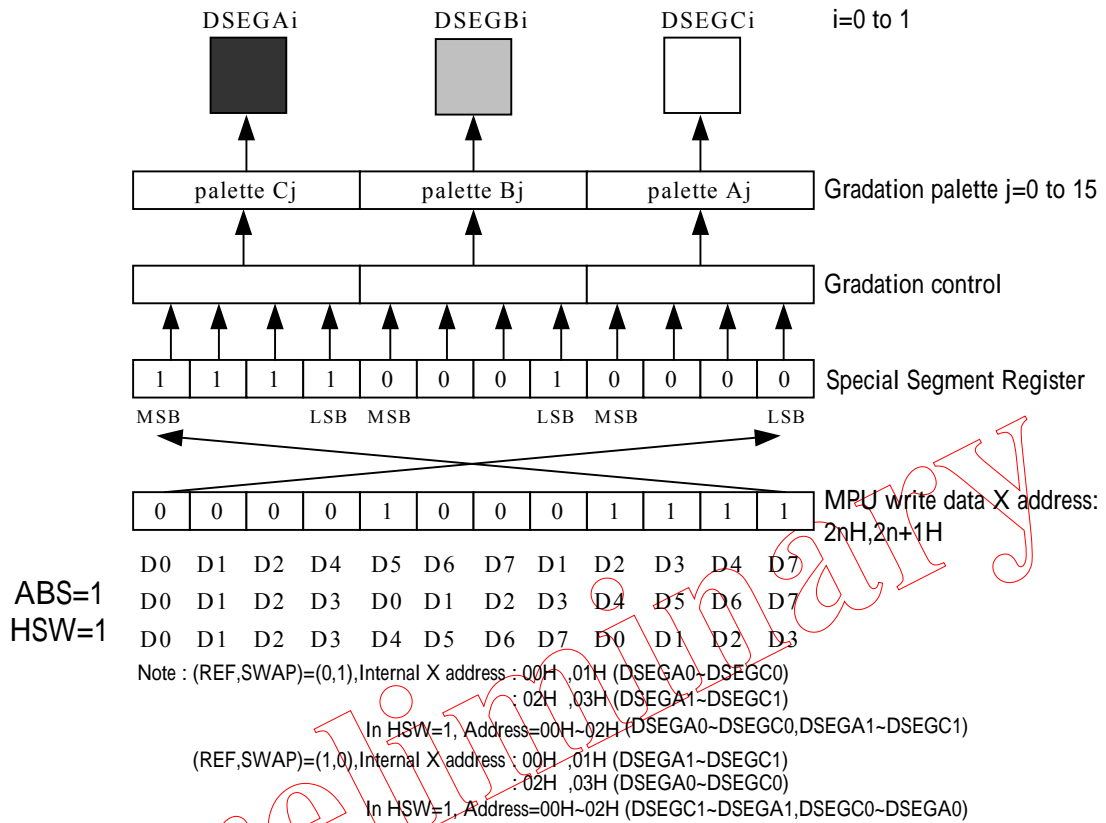 DSEGAi DSEGBi DSEGCi i=0 to 1
palette Cj palette Bj palette Aj Gradation palette j=0 to 15
Gradation control
1 1 1 1 0 0 0 1 0 0 0 0 Special Segment Register
MSB LSB MSB LSB MSB LSB
0 0 0 0 1 0 0 0 1 1 1 1 MPU write data X address:
2nH,2n+1H
D0 D1 D2 D4 D5 D6 D7 D1 D2 D3 D4 D7
ABS=1 D0 D1 D2 D3 D0 D1 D2 D3 D4 D5 D6 D7
HSW=1 D0 D1 D2 D3 D4 D5 D6 D7 D0 D1 D2 D3
Note : (REF,SWAP)=(0,1),Internal X address : 00H ,01H (DSEGA0~DSEGC0)
: 02H ,03H (DSEGA1~DSEGC1)
In HSW=1, Address=00H~02H (DSEGA0~DSEGC0,DSEGA1~DSEGC1)
(REF,SWAP)=(1,0),Internal X address : 00H ,01H (DSEGA1~DSEGC1)
: 02H ,03H (DSEGA0~DSEGC0)
In HSW=1, Address=00H~02H (DSEGC1~DSEGA1,DSEGC0~DSEGA0)
eliminary